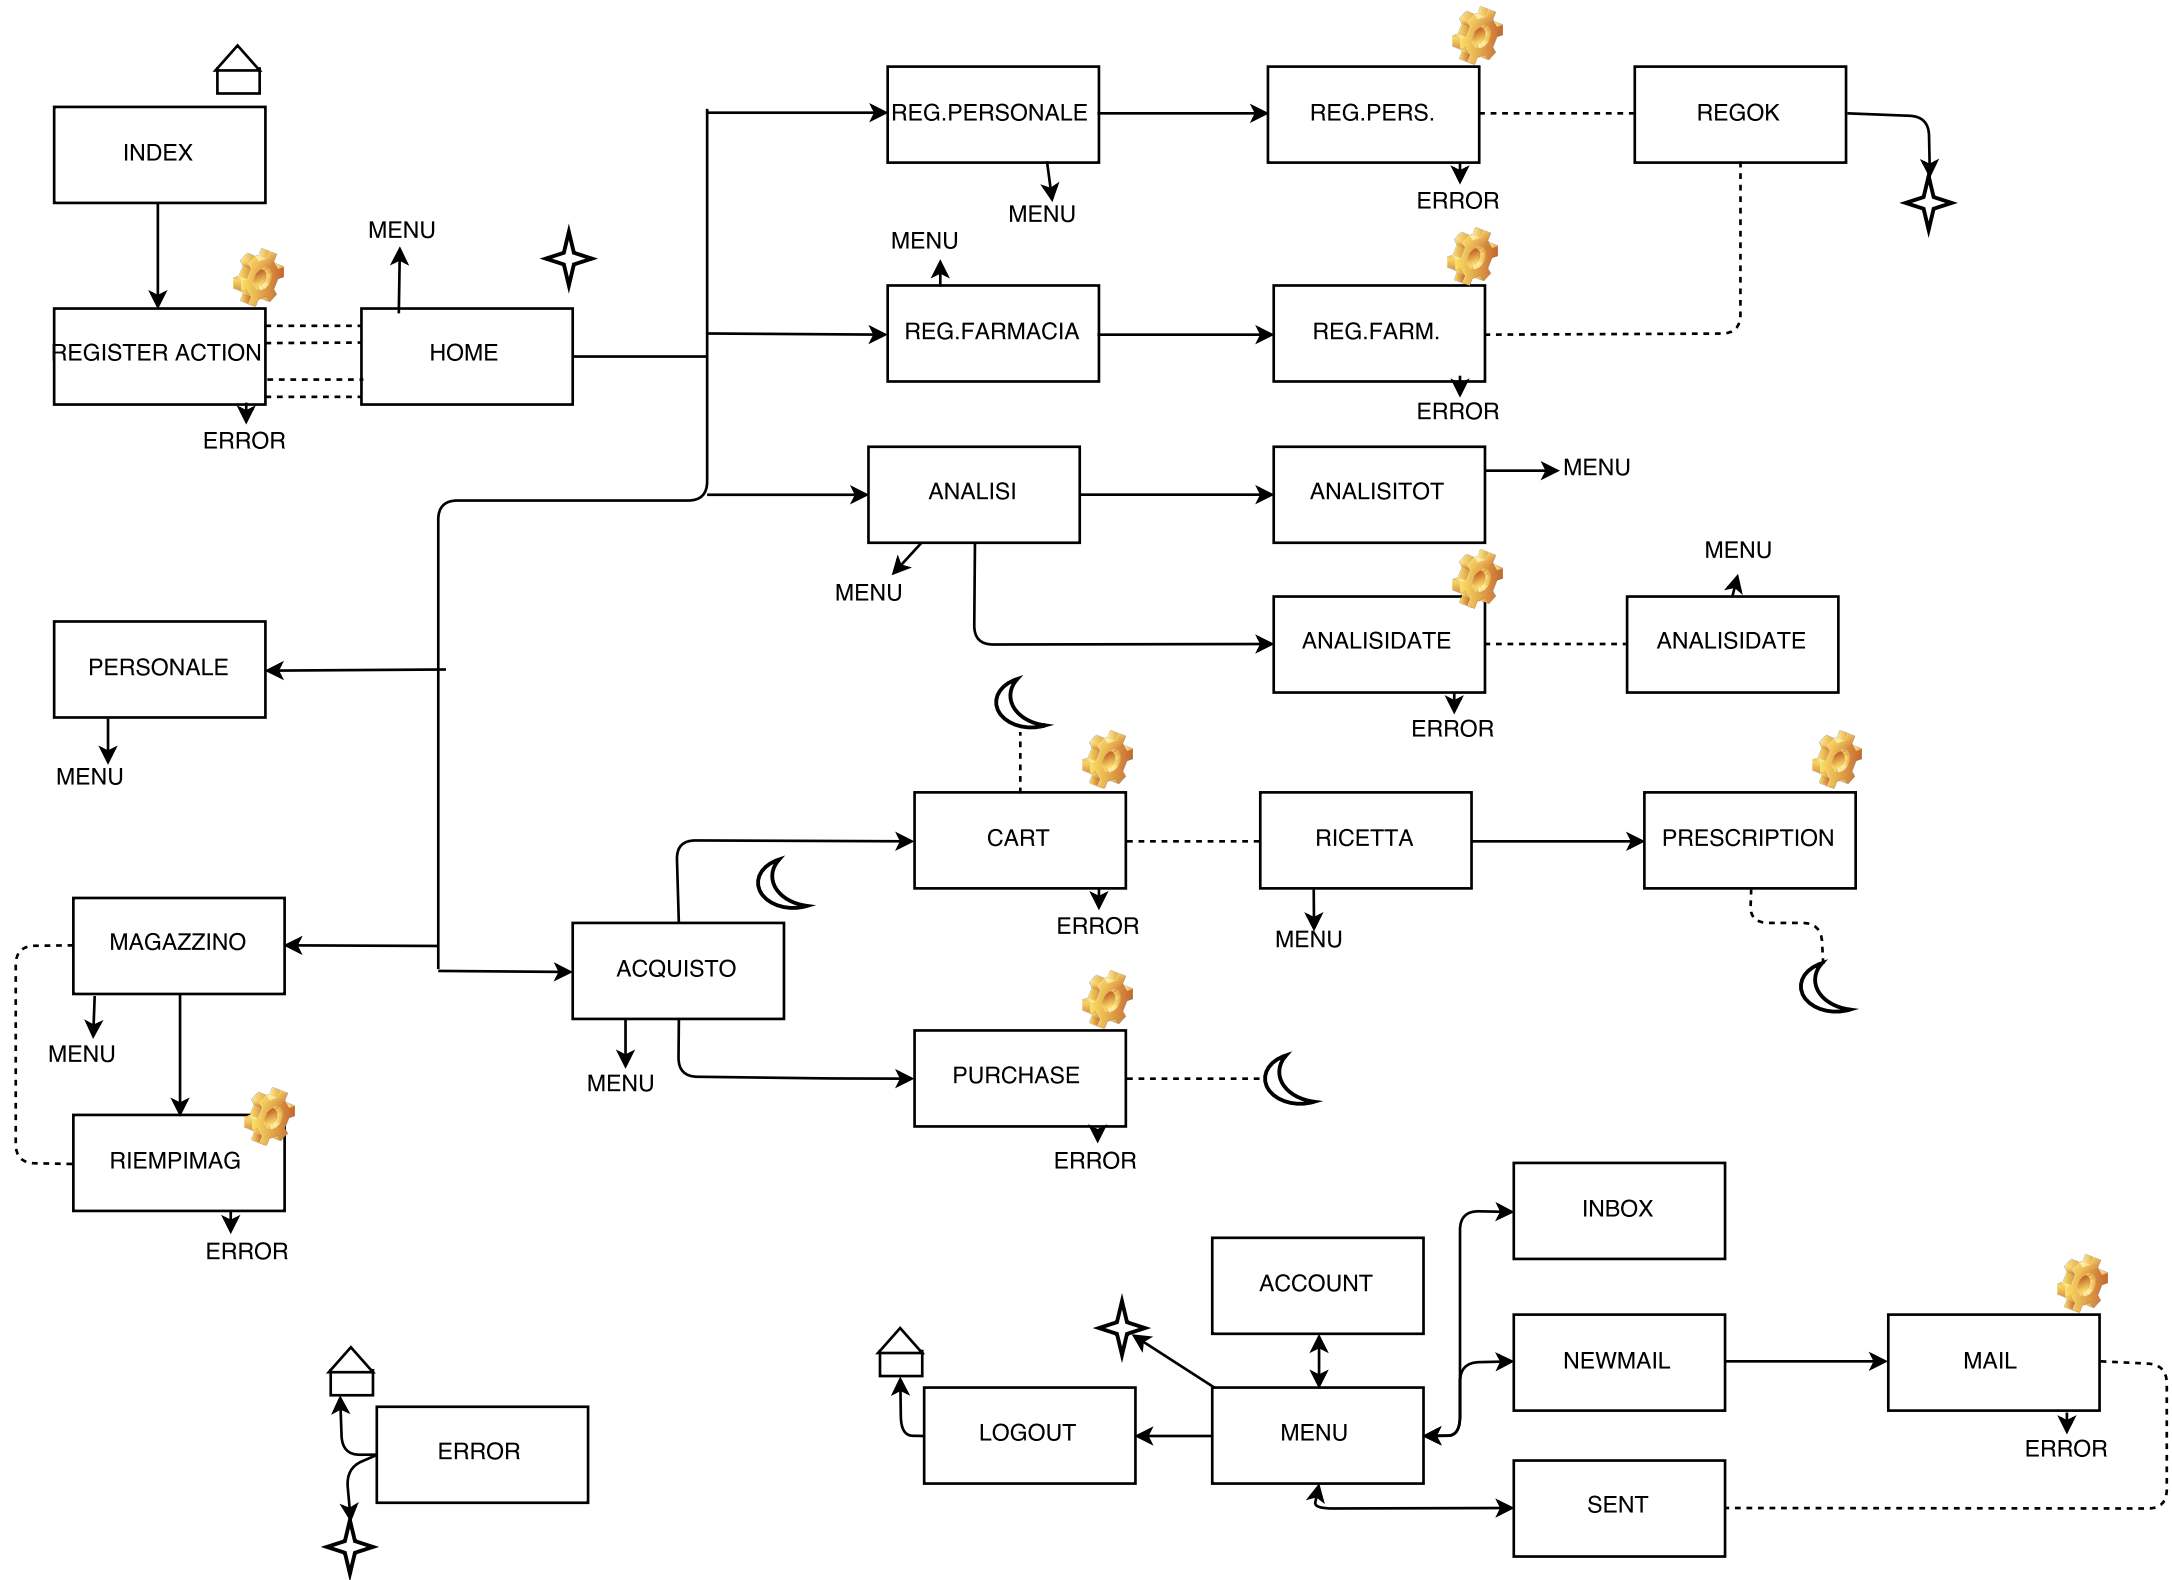 REG.PERSONALE
REG.PERS.
REGOK
INDEX
MENU
ERROR
MENU
MENU
REG.FARMACIA
REG.FARM.
REGISTER ACTION
HOME
ERROR
ERROR
ANALISI
ANALISITOT
MENU
MENU
MENU
PERSONALE
ANALISIDATE
ANALISIDATE
ERROR
MENU
CART
RICETTA
PRESCRIPTION
ERROR
MENU
MAGAZZINO
ACQUISTO
MENU
MENU
PURCHASE
ERROR
RIEMPIMAG
ERROR
INBOX
ACCOUNT
NEWMAIL
MAIL
ERROR
LOGOUT
MENU
ERROR
SENT